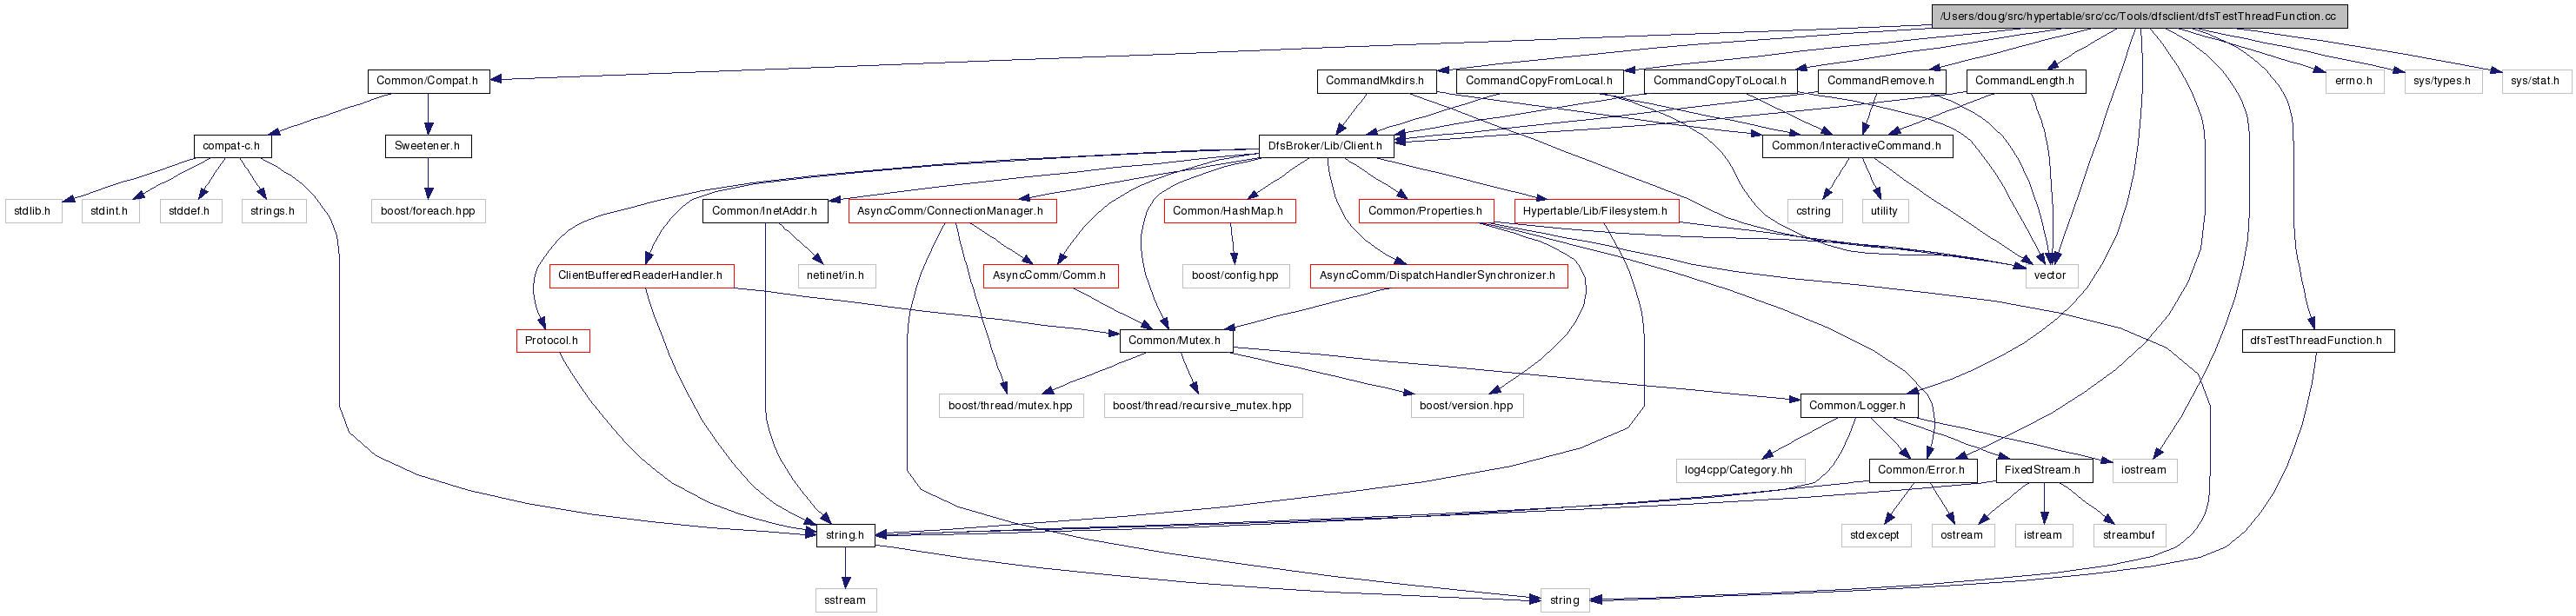 /Users/doug/src/hypertable/src/cc/Tools/dfsclient/dfsTestThreadFunction.cc
Common/Compat.h
CommandMkdirs.h
CommandCopyFromLocal.h
CommandCopyToLocal.h
CommandRemove.h
CommandLength.h
errno.h
sys/types.h
sys/stat.h
compat-c.h
Sweetener.h
DfsBroker/Lib/Client.h
Common/InteractiveCommand.h
stdlib.h
stdint.h
stddef.h
strings.h
boost/foreach.hpp
Common/InetAddr.h
AsyncComm/ConnectionManager.h
Common/HashMap.h
Common/Properties.h
Hypertable/Lib/Filesystem.h
cstring
utility
ClientBufferedReaderHandler.h
netinet/in.h
AsyncComm/Comm.h
boost/config.hpp
AsyncComm/DispatchHandlerSynchronizer.h
vector
Protocol.h
Common/Mutex.h
dfsTestThreadFunction.h
boost/thread/mutex.hpp
boost/thread/recursive_mutex.hpp
boost/version.hpp
Common/Logger.h
log4cpp/Category.hh
Common/Error.h
FixedStream.h
iostream
string.h
stdexcept
ostream
istream
streambuf
sstream
string